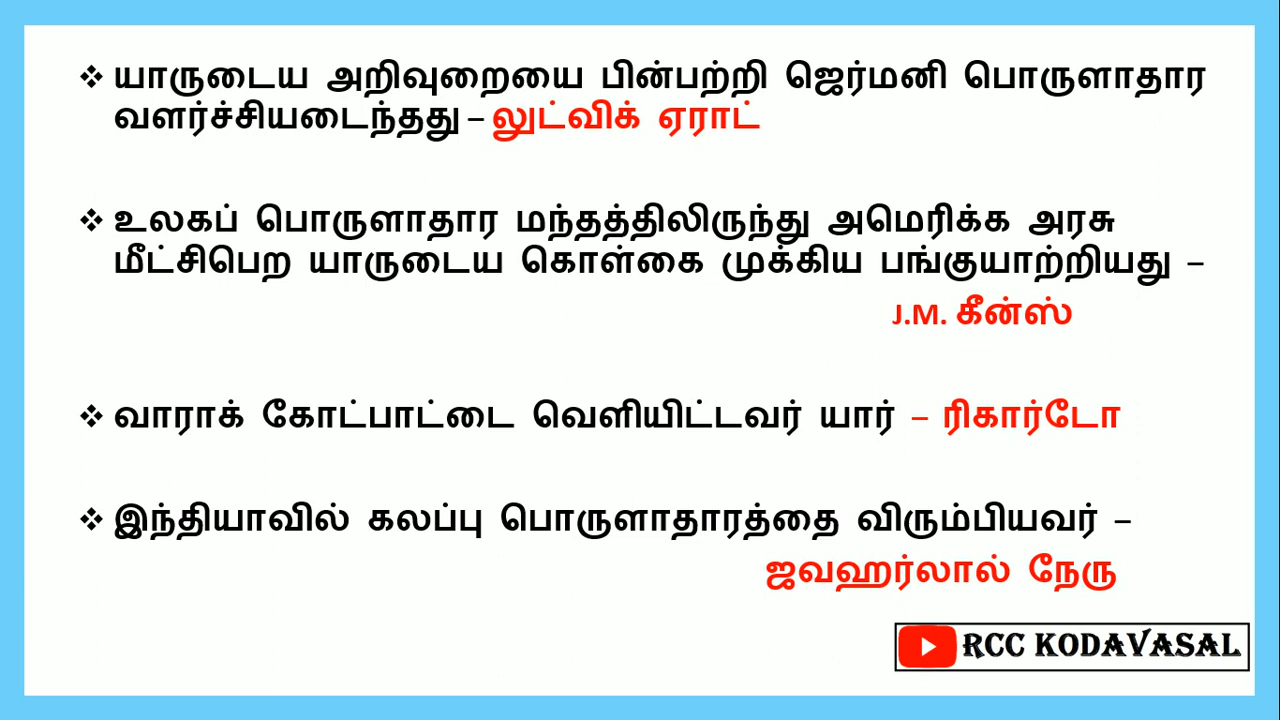 ❖ யாருடைய அறிவுறையை பின்பற்றி ஜெர்மனி பொருளாதார
வளர்ச்சியடைந்தது – லுட்விக் ஏராட்
❖ உலகப் பொருளாதார மந்தத்திலிருந்து அமெரிக்க அரசு
மீட்சிபெற யாருடைய கொள்கை முக்கிய பங்குயாற்றியது –
J.M. கீன்ஸ்
❖ வாராக் கோட்பாட்டை வெளியிட்டவர் யார் – ரிகார்டோ
❖ இந்தியாவில் கலப்பு பொருளாதாரத்தை விரும்பியவர் –
ஜவஹர்லால் நேரு
RCC KODAVASAL